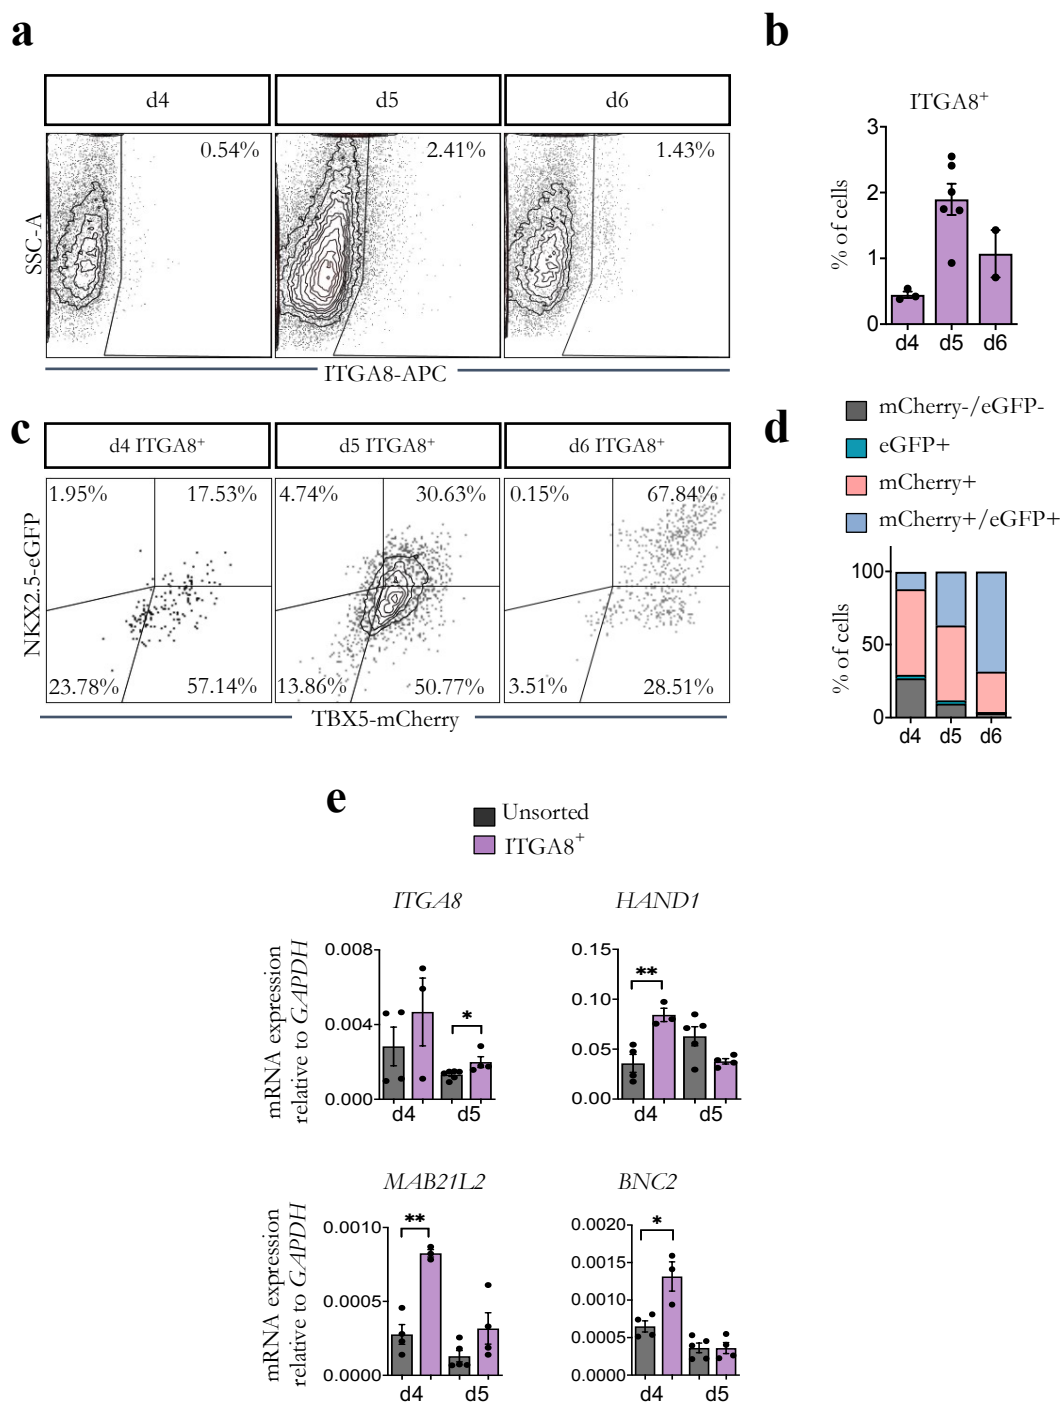 a
d4 d5 d6
0.54% 2.41% 1.43%
SSC-A
ITGA8-APC
b
ITGA8+
% of cells
3
2
1
0
d4 d5 d6
c
d4 ITGA8+ d5 ITGA8+ d6 ITGA8+
1.95% 17.53% 4.74% 30.63% 0.15% 67.84%
NKX2.5-eGFP
23.78% 57.14% 13.86% 50.77% 3.51% 28.51%
TBX5-mCherry
d
mCherry-/eGFP-
eGFP+
mCherry+
mCherry+/eGFP+
% of cells
100
50
0
d4 d5 d6
e
Unsorted
ITGA8+
ITGA8
mRNA expression
relative to GAPDH
0.008
0.004
0.000
*
d4 d5
HAND1
0.15
0.10
0.05
0.00
**
d4 d5
MAB21L2
mRNA expression
relative to GAPDH
0.0010
0.0005
0.0000
**
d4 d5
BNC2
0.0020
0.0015
0.0010
0.0005
0.0000
*
d4 d5